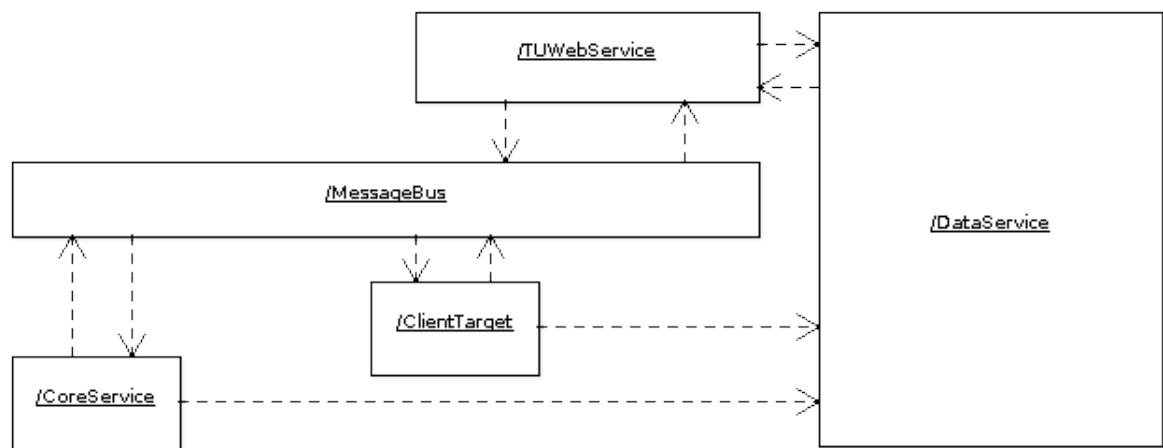 /TUWebService
/MessageBus
/DataService
/ClientTarget
/CoreService